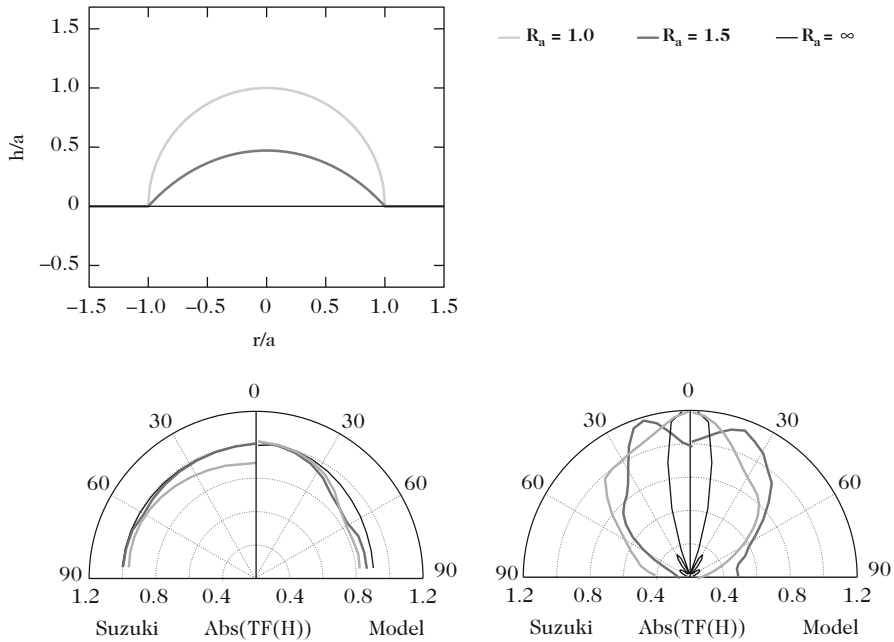 1.5
1.0
0.5
0
−0.5
h/a
−1.5 −1.0 −0.5 0 0.5 1.0 1.5
r/a
R_a = 1.0 R_a = 1.5 R_a = ∞
0
30 30
60 60
90 90
1.2 0.8 0.4 0.4 0.8 1.2
Suzuki Abs(TF(H)) Model
0
30 30
60 60
90 90
1.2 0.8 0.4 0.4 0.8 1.2
Suzuki Abs(TF(H)) Model